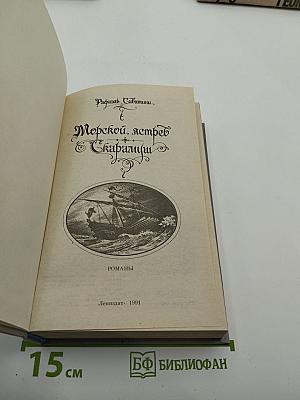 Рафаэль Сабатини
Морской ястреб
Скарамуш
РОМАНЫ
Лениздат · 1991
15 см
БФ БИБЛИОФАН